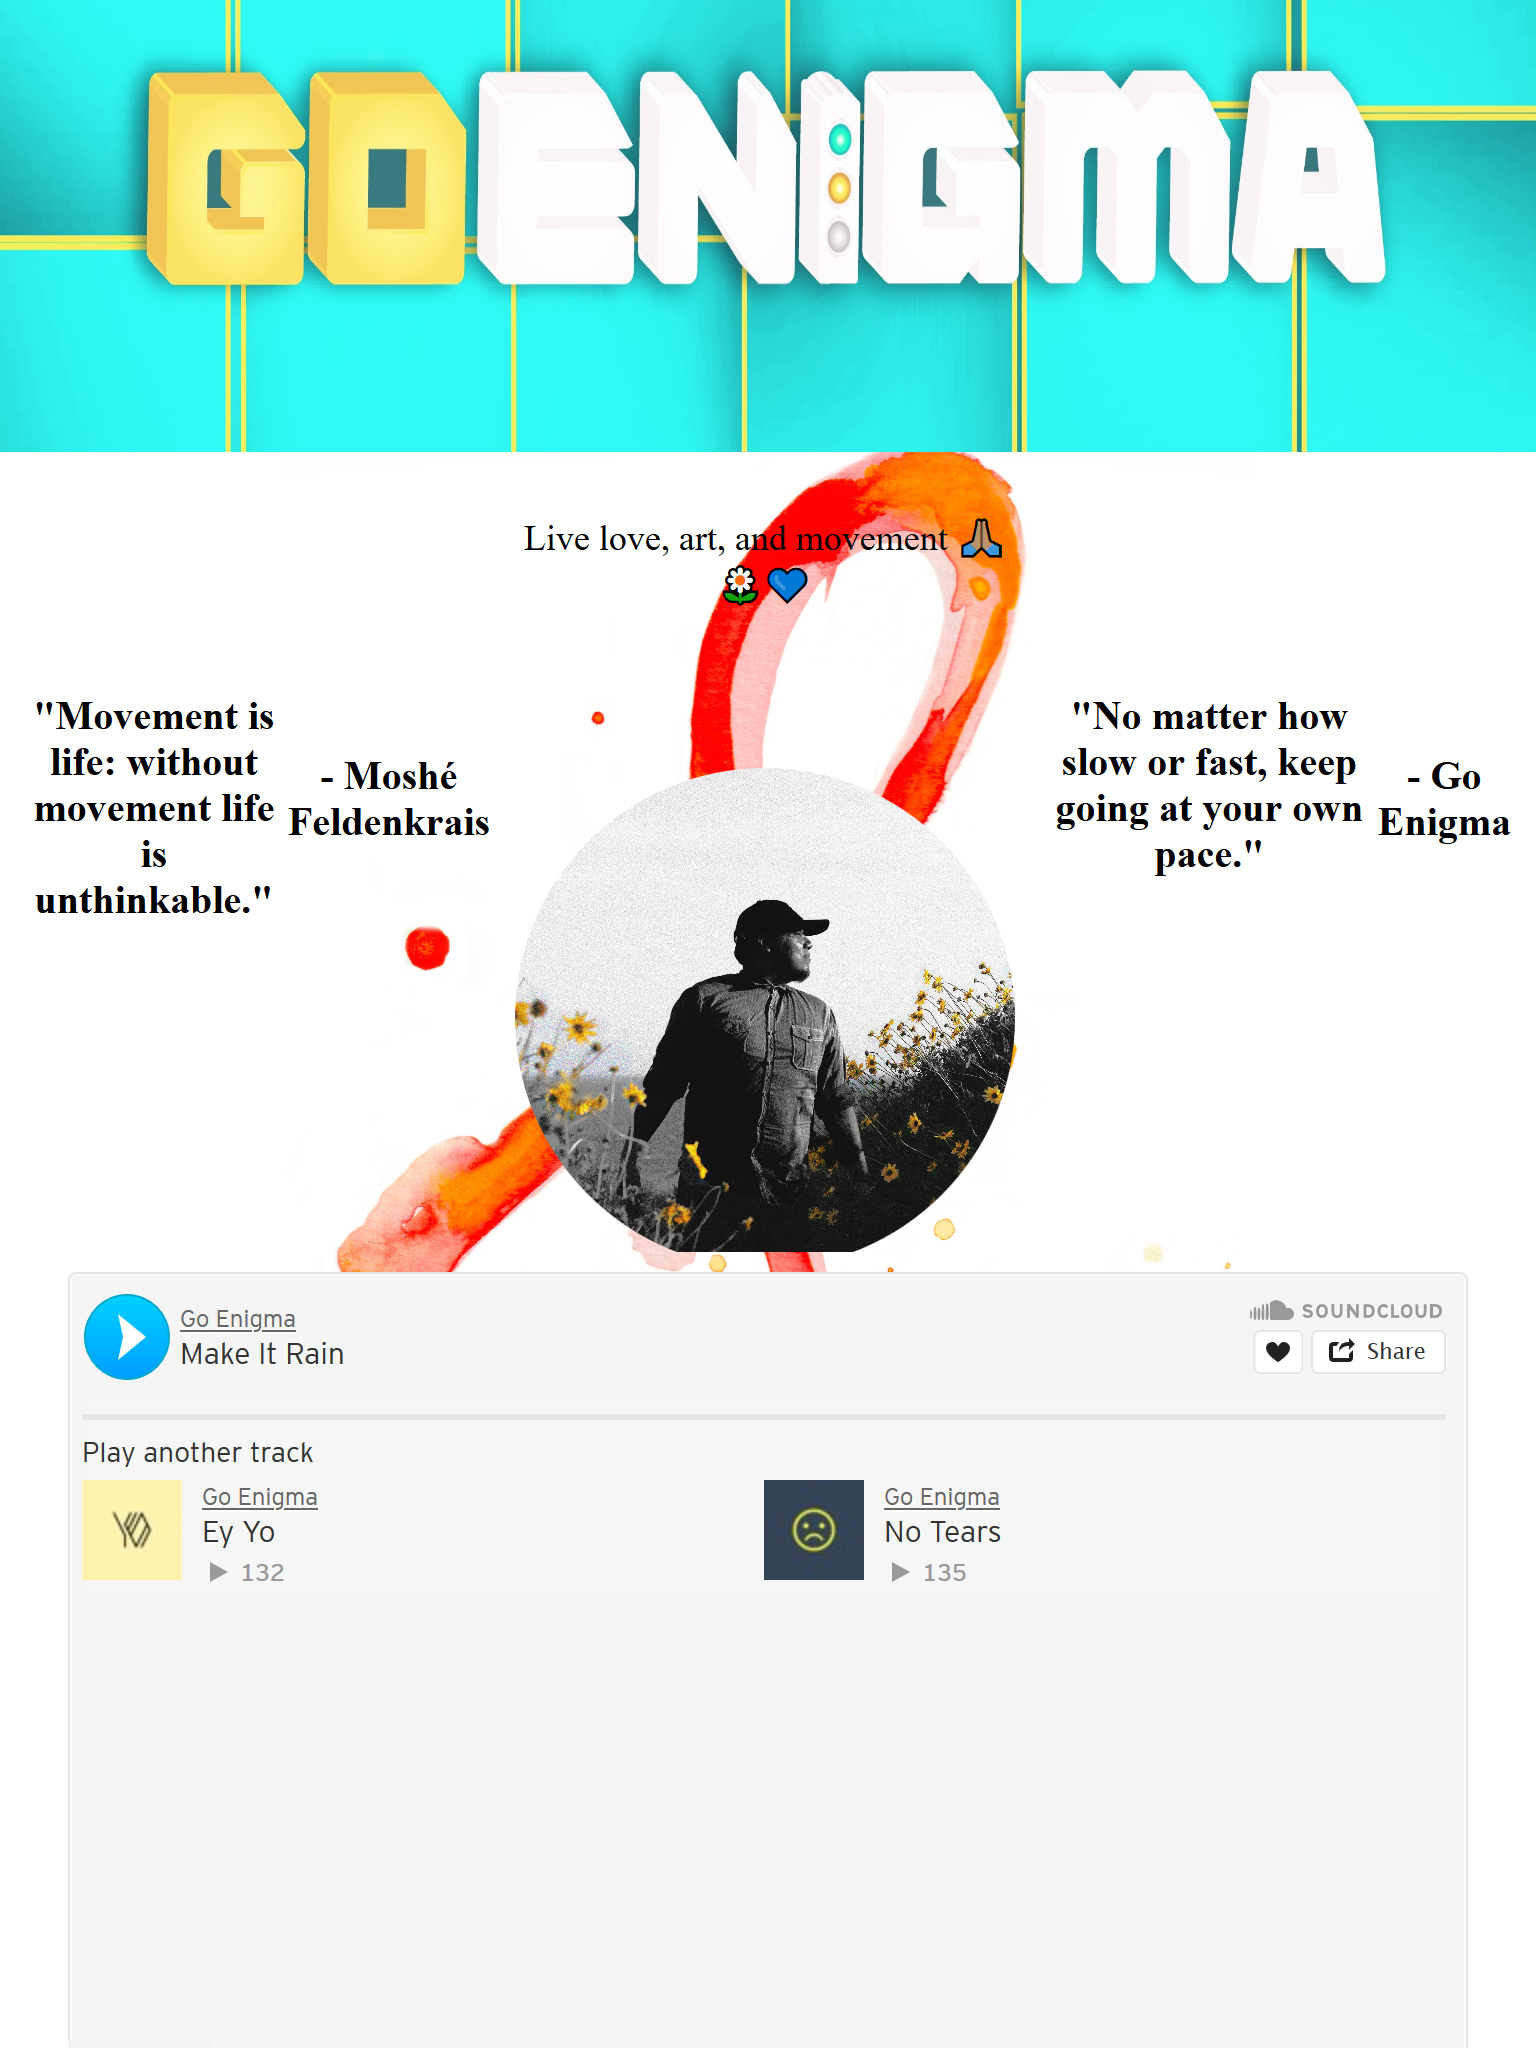 GOENIGMA
Live love, art, and movement 🙏🏽
🌼💙
"Movement is
life: without
movement life
is
unthinkable."
- Moshé
Feldenkrais
"No matter how
slow or fast, keep
going at your own
pace."
- Go
Enigma
Go Enigma
Make It Rain
SOUNDCLOUD
Share
Play another track
YO
Go Enigma
Ey Yo
132
Go Enigma
No Tears
135